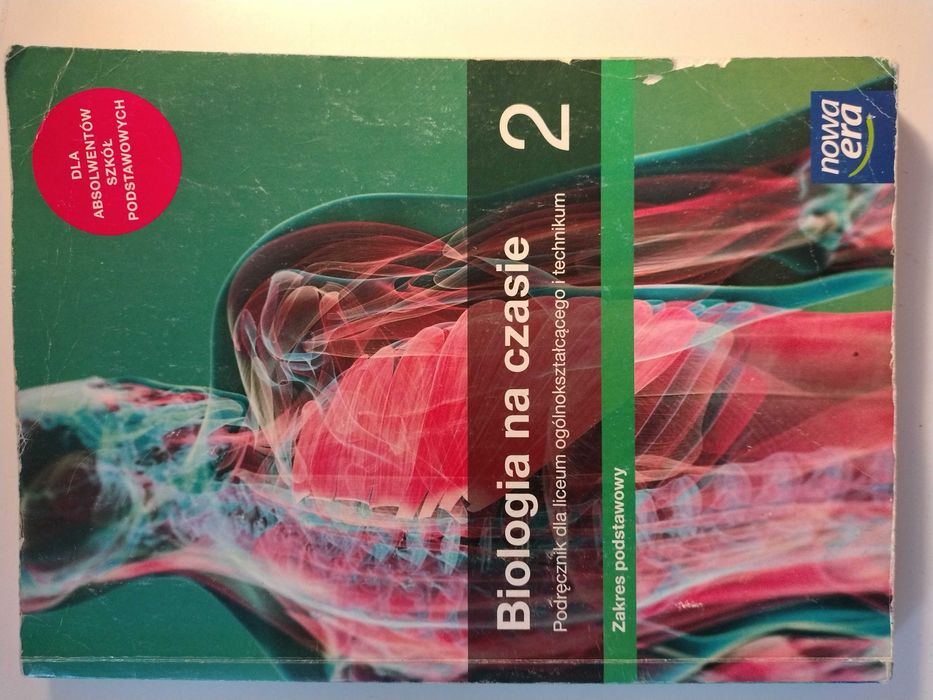 DLA
ABSOLWENTÓW
SZKÓŁ
PODSTAWOWYCH
Biologia na czasie 2
Podręcznik dla liceum ogólnokształcącego i technikum
Zakres podstawowy
nowa
era